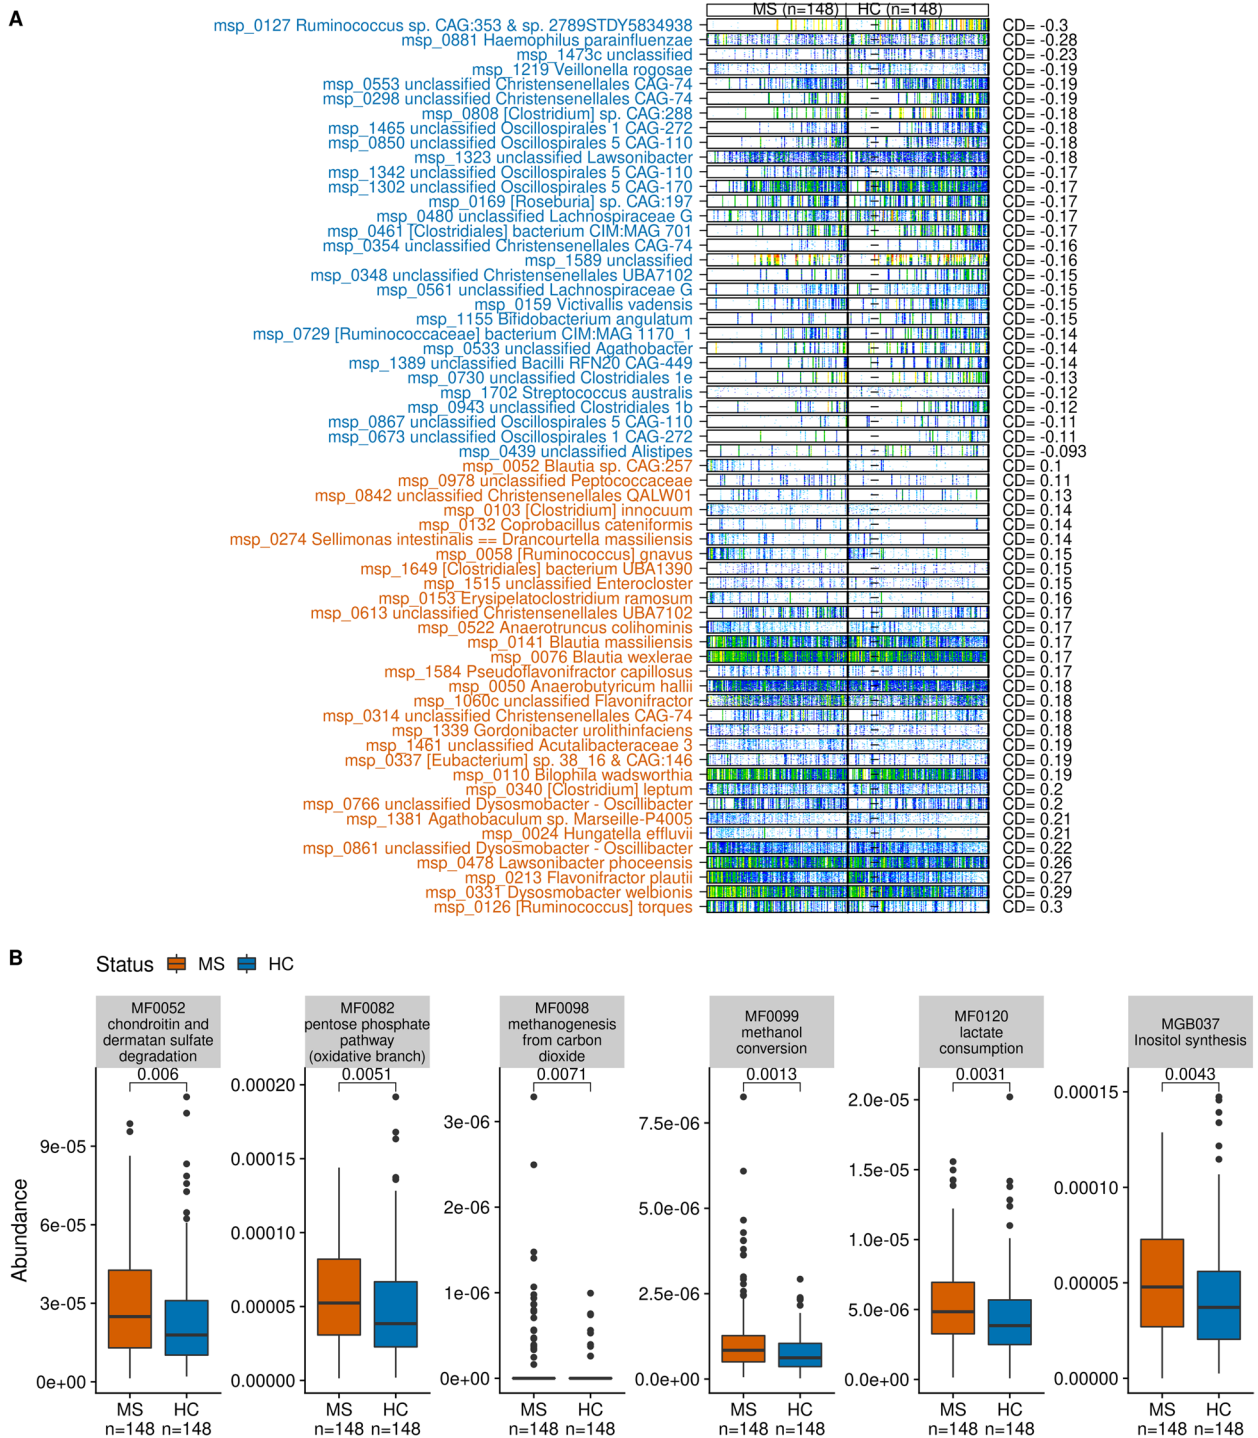 A
MS (n=148) HC (n=148)
msp_0127 Ruminococcus sp. CAG:353 & sp. 2789STDY5834938 CD= -0.3
msp_0881 Haemophilus parainfluenzae CD= -0.28
msp_1473c unclassified CD= -0.23
msp_1219 Veillonella rogosae CD= -0.19
msp_0553 unclassified Christensenellales CAG-74 CD= -0.19
msp_0298 unclassified Christensenellales CAG-74 CD= -0.19
msp_0808 [Clostridium] sp. CAG:288 CD= -0.18
msp_1465 unclassified Oscillospirales 1 CAG-272 CD= -0.18
msp_0850 unclassified Oscillospirales 5 CAG-110 CD= -0.18
msp_1323 unclassified Lawsonibacter CD= -0.18
msp_1342 unclassified Oscillospirales 5 CAG-110 CD= -0.17
msp_1302 unclassified Oscillospirales 5 CAG-170 CD= -0.17
msp_0169 [Roseburia] sp. CAG:197 CD= -0.17
msp_0480 unclassified Lachnospiraceae G CD= -0.17
msp_0461 [Clostridiales] bacterium CIM:MAG 701 CD= -0.17
msp_0354 unclassified Christensenellales CAG-74 CD= -0.16
msp_1589 unclassified CD= -0.16
msp_0348 unclassified Christensenellales UBA7102 CD= -0.15
msp_0561 unclassified Lachnospiraceae G CD= -0.15
msp_0159 Victivallis vadensis CD= -0.15
msp_1155 Bifidobacterium angulatum CD= -0.15
msp_0729 [Ruminococcaceae] bacterium CIM:MAG 1170_1 CD= -0.14
msp_0533 unclassified Agathobacter CD= -0.14
msp_1389 unclassified Bacilli RFN20 CAG-449 CD= -0.14
msp_0730 unclassified Clostridiales 1e CD= -0.13
msp_1702 Streptococcus australis CD= -0.12
msp_0943 unclassified Clostridiales 1b CD= -0.12
msp_0867 unclassified Oscillospirales 5 CAG-110 CD= -0.11
msp_0673 unclassified Oscillospirales 1 CAG-272 CD= -0.11
msp_0439 unclassified Alistipes CD= -0.093
msp_0052 Blautia sp. CAG:257 CD= 0.1
msp_0978 unclassified Peptococcaceae CD= 0.11
msp_0842 unclassified Christensenellales QALW01 CD= 0.13
msp_0103 [Clostridium] innocuum CD= 0.14
msp_0132 Coprobacillus cateniformis CD= 0.14
msp_0274 Sellimonas intestinalis == Drancourtella massiliensis CD= 0.14
msp_0058 [Ruminococcus] gnavus CD= 0.15
msp_1649 [Clostridiales] bacterium UBA1390 CD= 0.15
msp_1515 unclassified Enterocloster CD= 0.15
msp_0153 Erysipelatoclostridium ramosum CD= 0.16
msp_0613 unclassified Christensenellales UBA7102 CD= 0.17
msp_0522 Anaerotruncus colihominis CD= 0.17
msp_0141 Blautia massiliensis CD= 0.17
msp_0076 Blautia wexlerae CD= 0.17
msp_1584 Pseudoflavonifractor capillosus CD= 0.17
msp_0050 Anaerobutyricum hallii CD= 0.18
msp_1060c unclassified Flavonifractor CD= 0.18
msp_0314 unclassified Christensenellales CAG-74 CD= 0.18
msp_1339 Gordonibacter urolithinfaciens CD= 0.18
msp_1461 unclassified Acutalibacteraceae 3 CD= 0.19
msp_0337 [Eubacterium] sp. 38_16 & CAG:146 CD= 0.19
msp_0110 Bilophila wadsworthia CD= 0.19
msp_0340 [Clostridium] leptum CD= 0.2
msp_0766 unclassified Dysosmobacter - Oscillibacter CD= 0.2
msp_1381 Agathobaculum sp. Marseille-P4005 CD= 0.21
msp_0024 Hungatella effluvii CD= 0.21
msp_0861 unclassified Dysosmobacter - Oscillibacter CD= 0.22
msp_0478 Lawsonibacter phoceensis CD= 0.26
msp_0213 Flavonifractor plautii CD= 0.27
msp_0331 Dysosmobacter welbionis CD= 0.29
msp_0126 [Ruminococcus] torques CD= 0.3
B
Status MS HC
Abundance
MF0052
chondroitin and
dermatan sulfate
degradation
0.006
9e-05
6e-05
3e-05
0e+00
MS HC
n=148 n=148
MF0082
pentose phosphate
pathway
(oxidative branch)
0.0051
0.00020
0.00015
0.00010
0.00005
0.00000
MS HC
n=148 n=148
MF0098
methanogenesis
from carbon
dioxide
0.0071
3e-06
2e-06
1e-06
0e+00
MS HC
n=148 n=148
MF0099
methanol
conversion
0.0013
7.5e-06
5.0e-06
2.5e-06
0.0e+00
MS HC
n=148 n=148
MF0120
lactate
consumption
0.0031
2.0e-05
1.5e-05
1.0e-05
5.0e-06
0.0e+00
MS HC
n=148 n=148
MGB037
Inositol synthesis
0.0043
0.00015
0.00010
0.00005
0.00000
MS HC
n=148 n=148